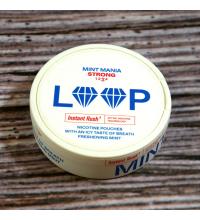 MINT MANIA
STRONG
LOOP
Instant Rush
NICOTINE POUCHES
WITH AN ICY TASTE OF BREATH
FRESHENING MINT
MIN